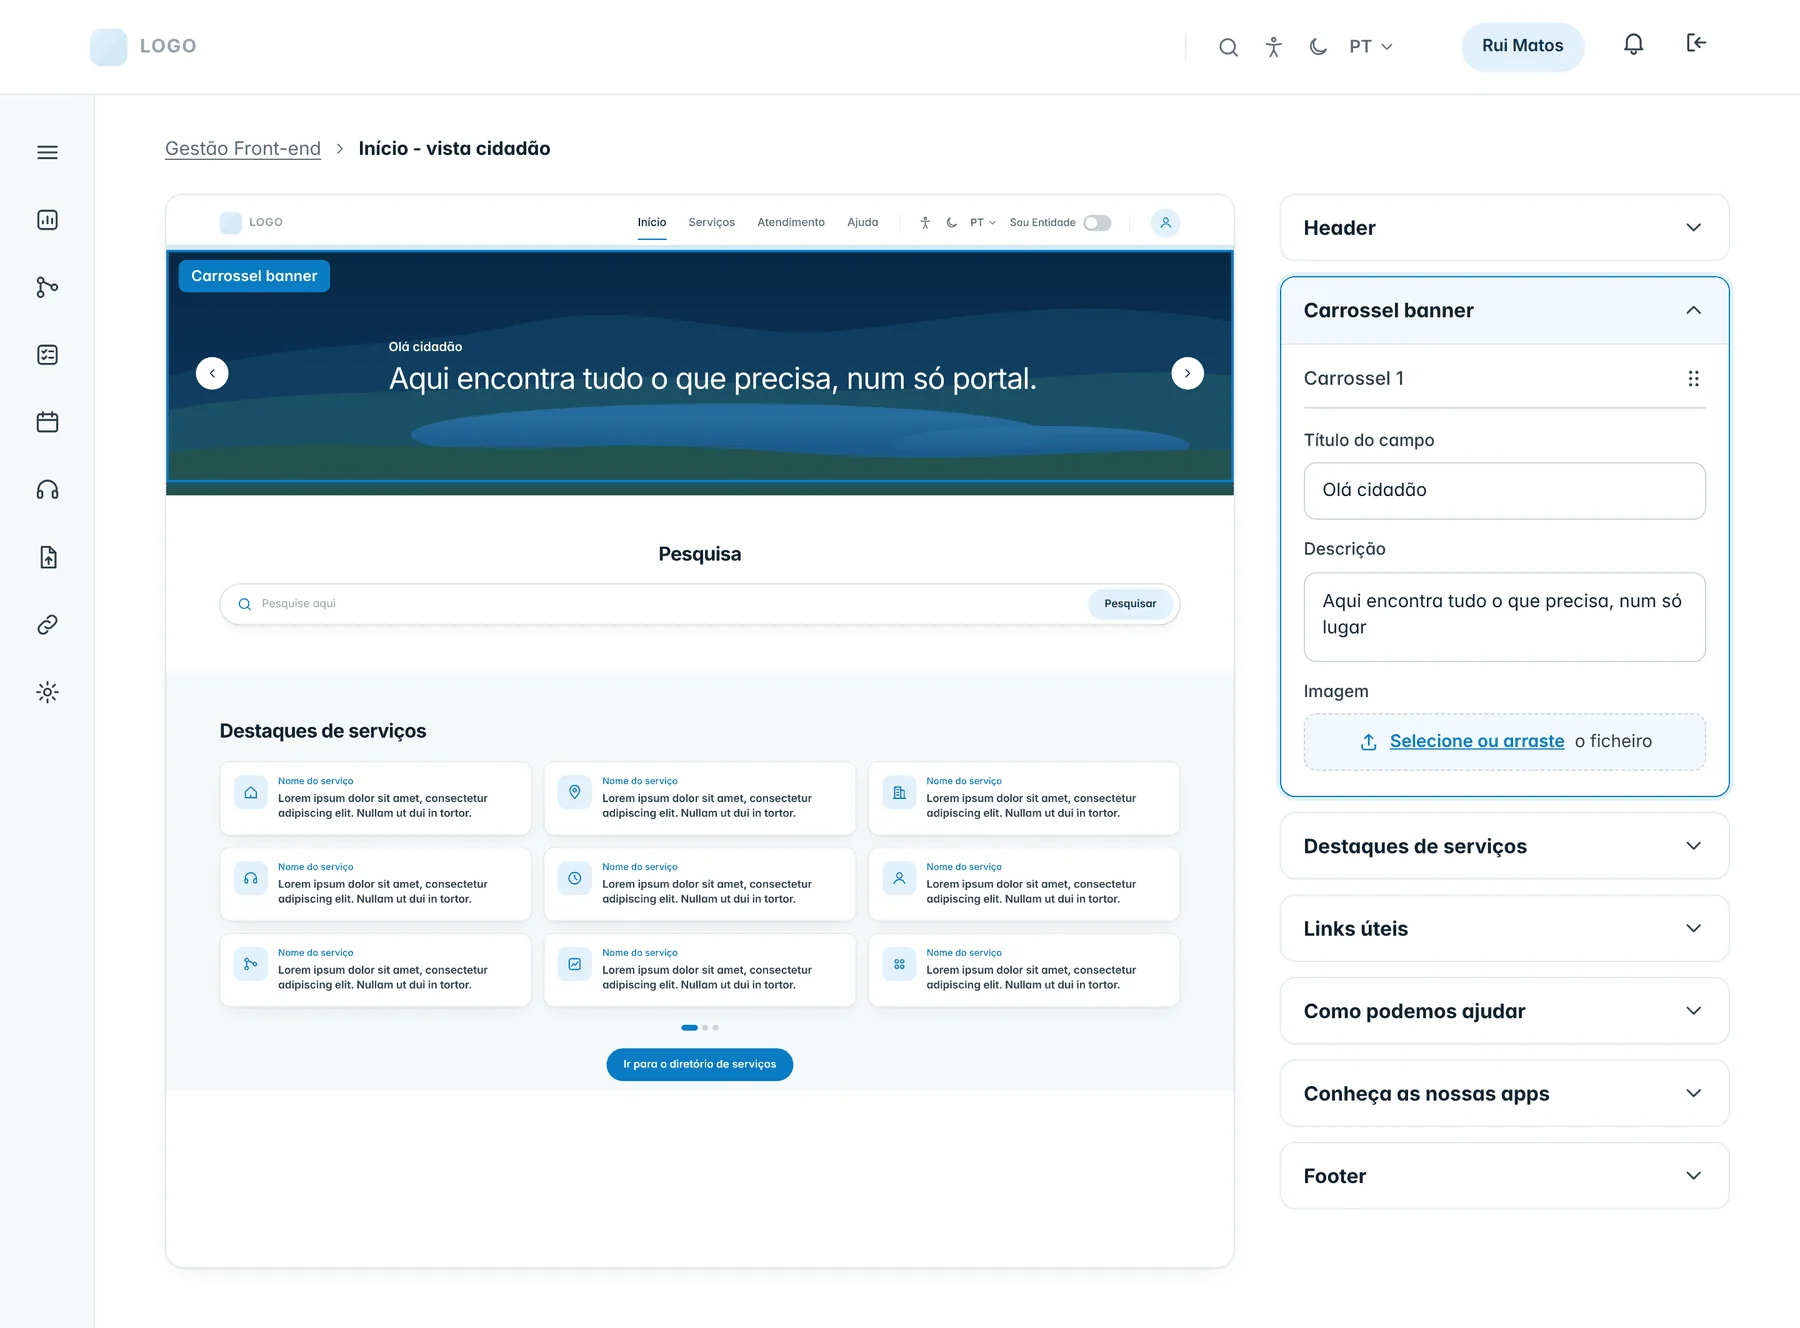 LOGO
PT
Rui Matos
Gestão Front-end > Início - vista cidadão
LOGO
Início
Serviços
Atendimento
Ajuda
PT
Sou Entidade
Carrossel banner
Olá cidadão
Aqui encontra tudo o que precisa, num só portal.
Pesquisa
Pesquise aqui
Pesquisar
Destaques de serviços
Nome do serviço
Lorem ipsum dolor sit amet, consectetur
adipiscing elit. Nullam ut dui in tortor.
Nome do serviço
Lorem ipsum dolor sit amet, consectetur
adipiscing elit. Nullam ut dui in tortor.
Nome do serviço
Lorem ipsum dolor sit amet, consectetur
adipiscing elit. Nullam ut dui in tortor.
Nome do serviço
Lorem ipsum dolor sit amet, consectetur
adipiscing elit. Nullam ut dui in tortor.
Nome do serviço
Lorem ipsum dolor sit amet, consectetur
adipiscing elit. Nullam ut dui in tortor.
Nome do serviço
Lorem ipsum dolor sit amet, consectetur
adipiscing elit. Nullam ut dui in tortor.
Nome do serviço
Lorem ipsum dolor sit amet, consectetur
adipiscing elit. Nullam ut dui in tortor.
Nome do serviço
Lorem ipsum dolor sit amet, consectetur
adipiscing elit. Nullam ut dui in tortor.
Nome do serviço
Lorem ipsum dolor sit amet, consectetur
adipiscing elit. Nullam ut dui in tortor.
Ir para o diretório de serviços
Header
Carrossel banner
Carrossel 1
Título do campo
Olá cidadão
Descrição
Aqui encontra tudo o que precisa, num só
lugar
Imagem
Selecione ou arraste o ficheiro
Destaques de serviços
Links úteis
Como podemos ajudar
Conheça as nossas apps
Footer